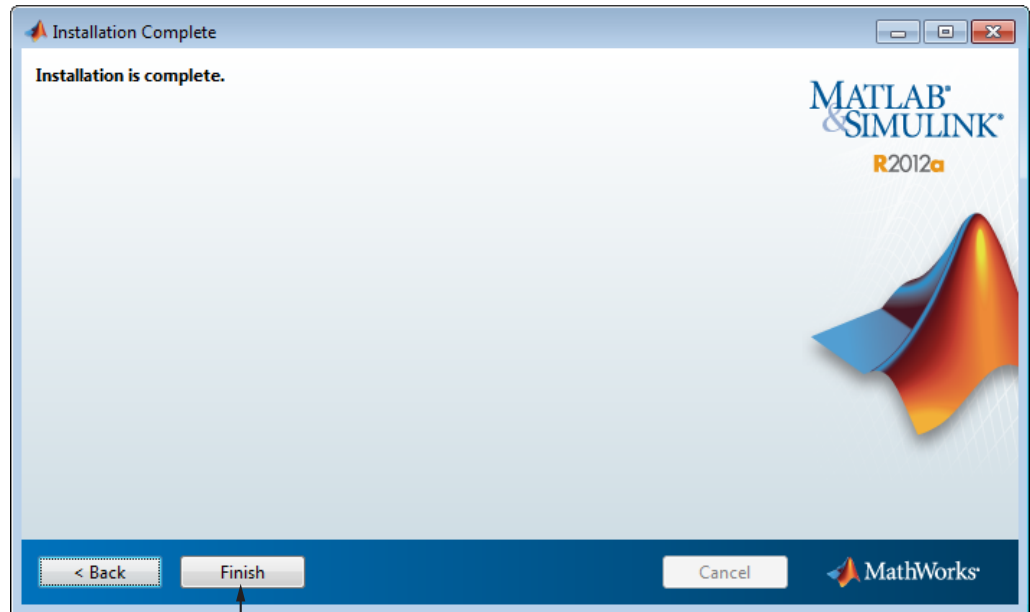 Installation Complete
Installation is complete.
MATLAB®
&SIMULINK®
R2012a
< Back
Finish
Cancel
MathWorks®